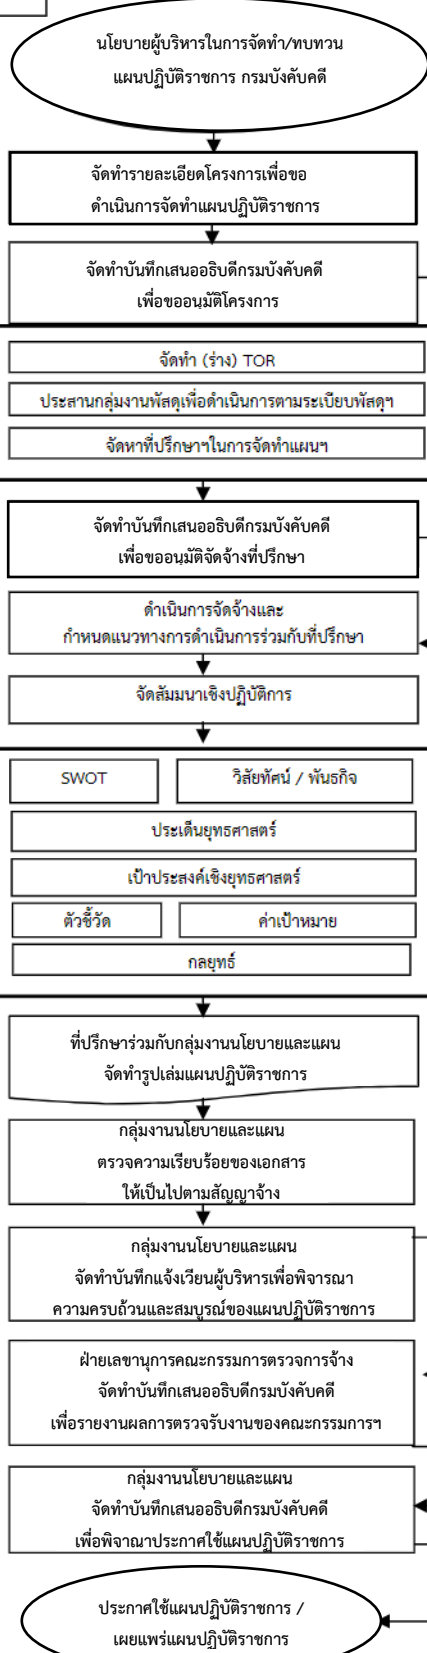 นโยบายผู้บริหารในการจัดทำ/ทบทวน
แผนปฏิบัติราชการ กรมบังคับคดี
จัดทำรายละเอียดโครงการเพื่อขอ
ดำเนินการจัดทำแผนปฏิบัติราชการ
จัดทำบันทึกเสนออธิบดีกรมบังคับคดี
เพื่อขออนุมัติโครงการ
จัดทำ (ร่าง) TOR
ประสานกลุ่มงานพัสดุเพื่อดำเนินการตามระเบียบพัสดุฯ
จัดหาที่ปรึกษาฯในการจัดทำแผนฯ
จัดทำบันทึกเสนออธิบดีกรมบังคับคดี
เพื่อขออนุมัติจัดจ้างที่ปรึกษา
ดำเนินการจัดจ้างและ
กำหนดแนวทางการดำเนินการร่วมกับที่ปรึกษา
จัดสัมมนาเชิงปฏิบัติการ
SWOT วิสัยทัศน์ / พันธกิจ
ประเด็นยุทธศาสตร์
เป้าประสงค์เชิงยุทธศาสตร์
ตัวชี้วัด ค่าเป้าหมาย
กลยุทธ์
ที่ปรึกษาร่วมกับกลุ่มงานนโยบายและแผน
จัดทำรูปเล่มแผนปฏิบัติราชการ
กลุ่มงานนโยบายและแผน
ตรวจความเรียบร้อยของเอกสาร
ให้เป็นไปตามสัญญาจ้าง
กลุ่มงานนโยบายและแผน
จัดทำบันทึกแจ้งเวียนผู้บริหารเพื่อพิจารณา
ความครบถ้วนและสมบูรณ์ของแผนปฏิบัติราชการ
ฝ่ายเลขานุการคณะกรรมการตรวจการจ้าง
จัดทำบันทึกเสนออธิบดีกรมบังคับคดี
เพื่อรายงานผลการตรวจรับงานของคณะกรรมการฯ
กลุ่มงานนโยบายและแผน
จัดทำบันทึกเสนออธิบดีกรมบังคับคดี
เพื่อพิจาณาประกาศใช้แผนปฏิบัติราชการ
ประกาศใช้แผนปฏิบัติราชการ /
เผยแพร่แผนปฏิบัติราชการ